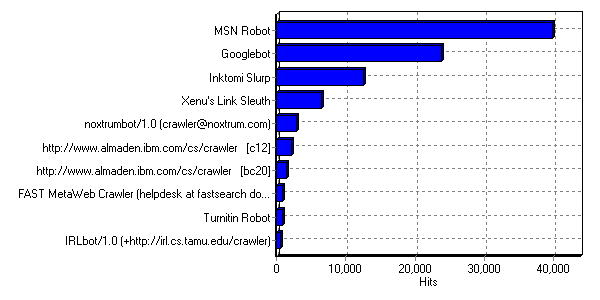 MSN Robot
Googlebot
Inktomi Slurp
Xenu's Link Sleuth
noxtrumbot/1.0 (crawler@noxtrum.com)
http://www.almaden.ibm.com/cs/crawler [c12]
http://www.almaden.ibm.com/cs/crawler [bc20]
FAST MetaWeb Crawler (helpdesk at fastsearch do...
Turnitin Robot
IRLbot/1.0 (+http://irl.cs.tamu.edu/crawler)
0 10,000 20,000 30,000 40,000
Hits